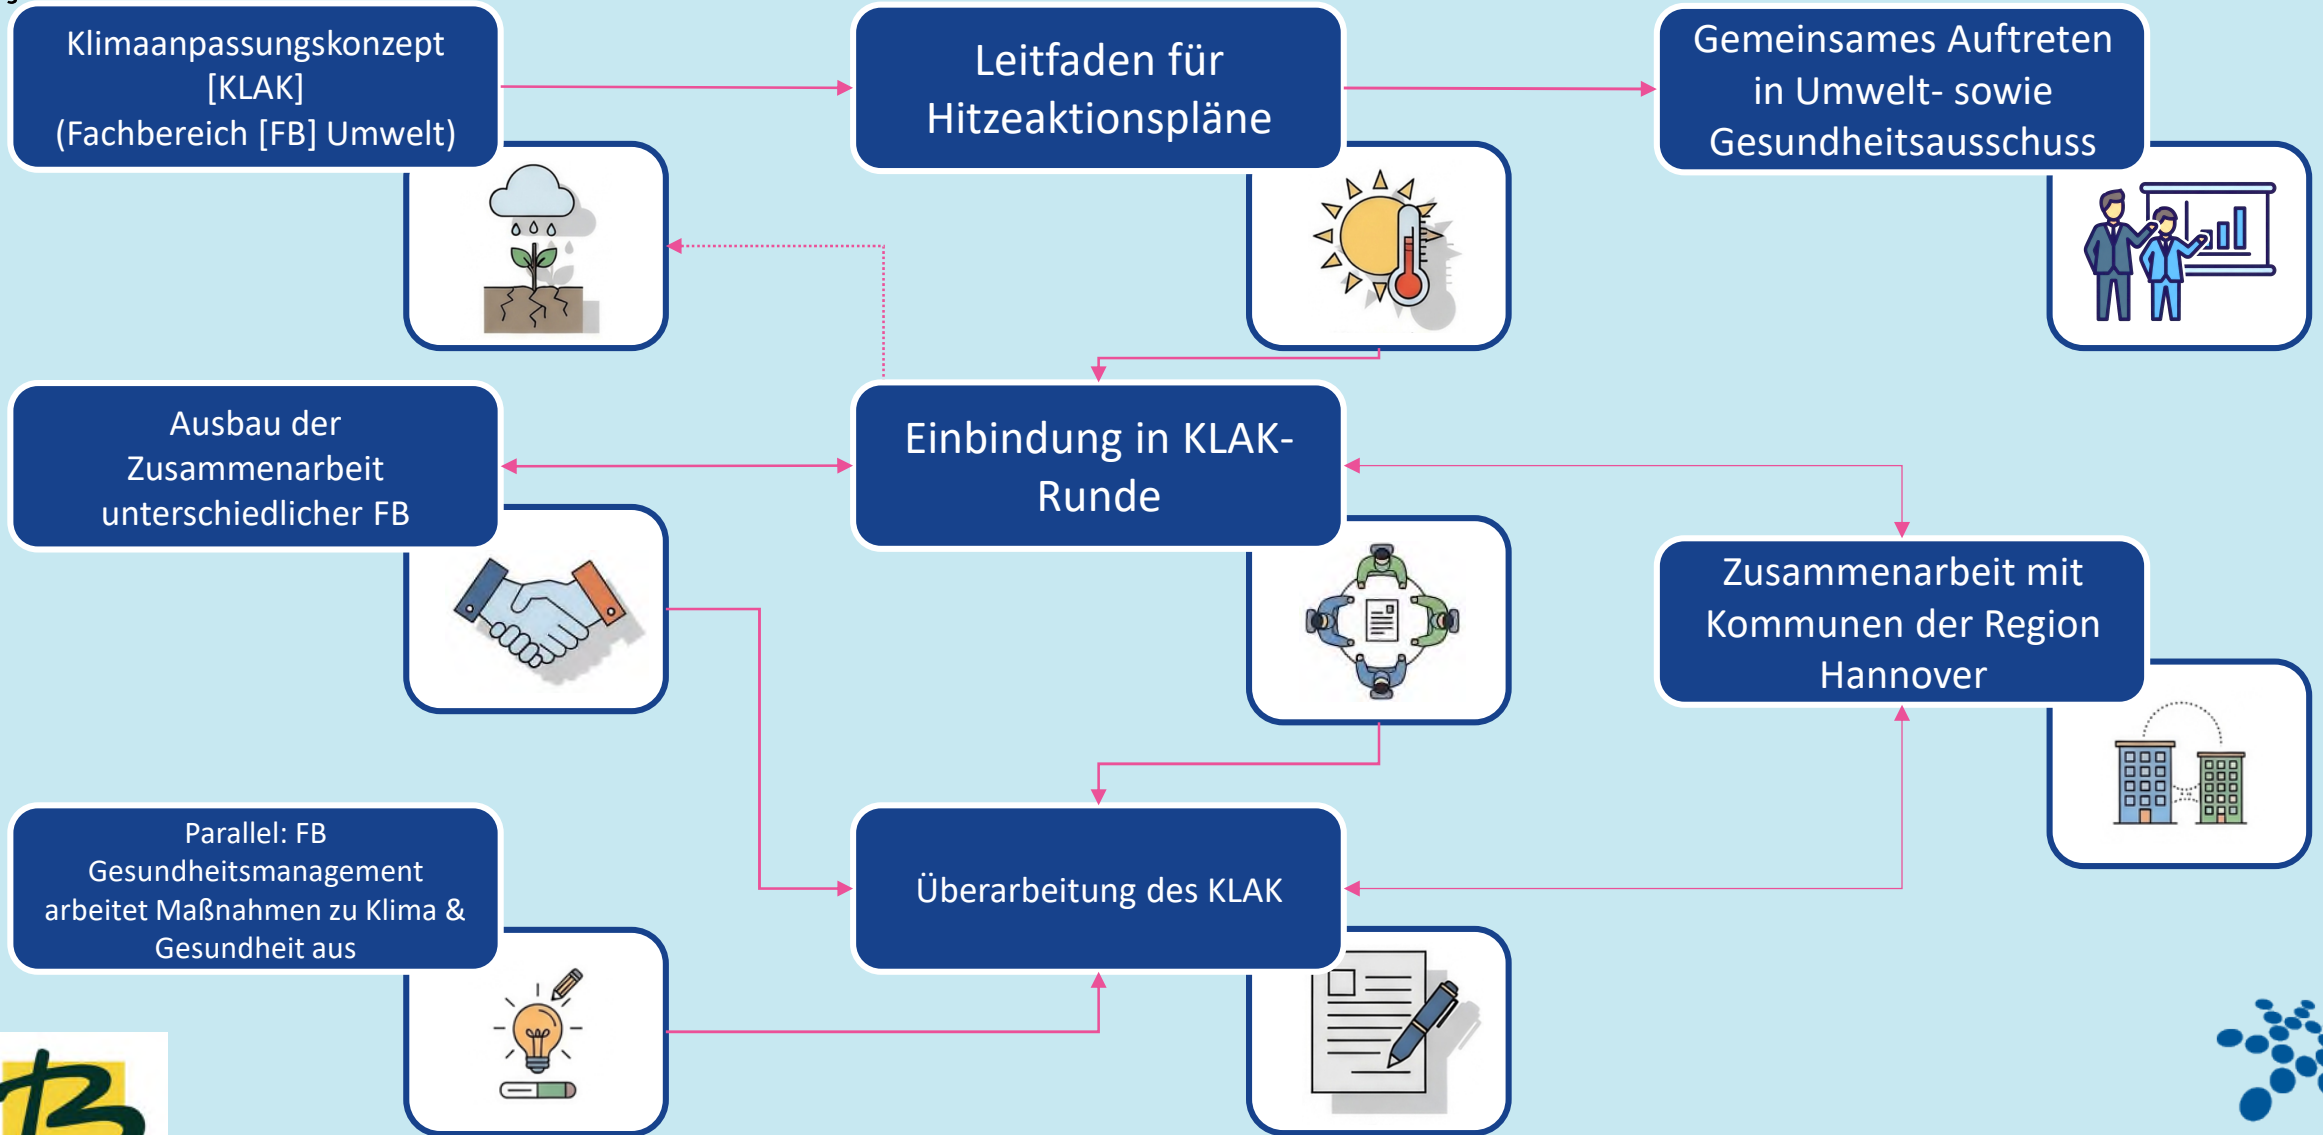 Klimaanpassungskonzept
[KLAK]
(Fachbereich [FB] Umwelt)
Leitfaden für
Hitzeaktionspläne
Gemeinsames Auftreten
in Umwelt- sowie
Gesundheitsausschuss
Ausbau der
Zusammenarbeit
unterschiedlicher FB
Einbindung in KLAK-
Runde
Zusammenarbeit mit
Kommunen der Region
Hannover
Parallel: FB
Gesundheitsmanagement
arbeitet Maßnahmen zu Klima &
Gesundheit aus
Überarbeitung des KLAK